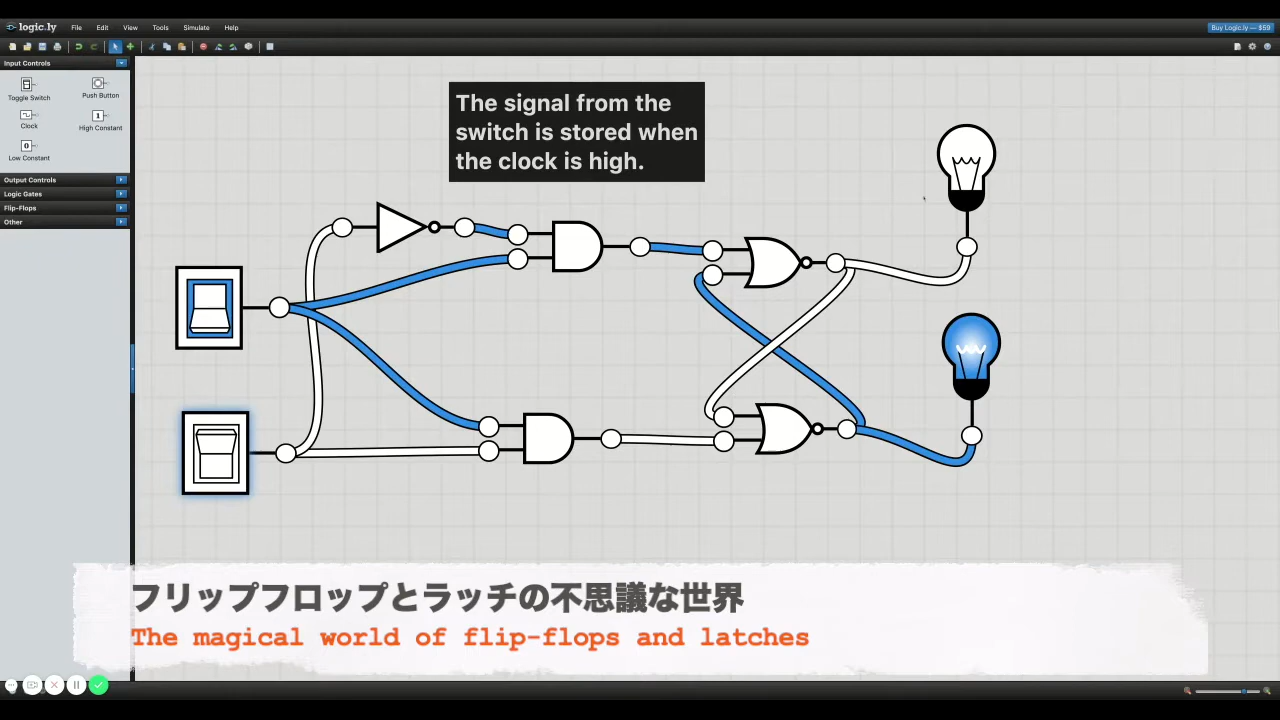 logic.ly
File Edit View Tools Simulate Help
Buy Logic.ly — $59
Input Controls
Toggle Switch
Push Button
Clock
1
High Constant
0
Low Constant
Output Controls
Logic Gates
Flip-Flops
Other
The signal from the
switch is stored when
the clock is high.
フリップフロップとラッチの不思議な世界
The magical world of flip-flops and latches